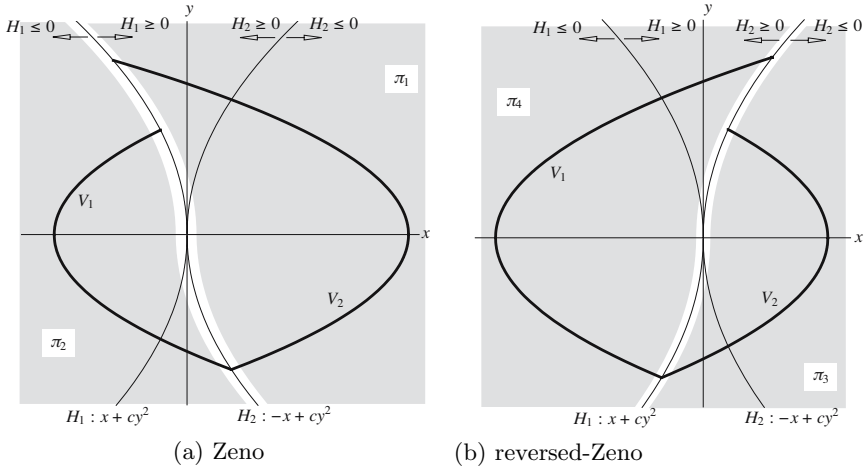 y
H₁ ≤ 0 H₁ ≥ 0 H₂ ≥ 0 H₂ ≤ 0
π₁
V₁
x
V₂
π₂
H₁ : x + cy² H₂ : −x + cy²
(a) Zeno
y
H₁ ≤ 0 H₁ ≥ 0 H₂ ≥ 0 H₂ ≤ 0
π₄
V₁
x
V₂
π₃
H₁ : x + cy² H₂ : −x + cy²
(b) reversed-Zeno